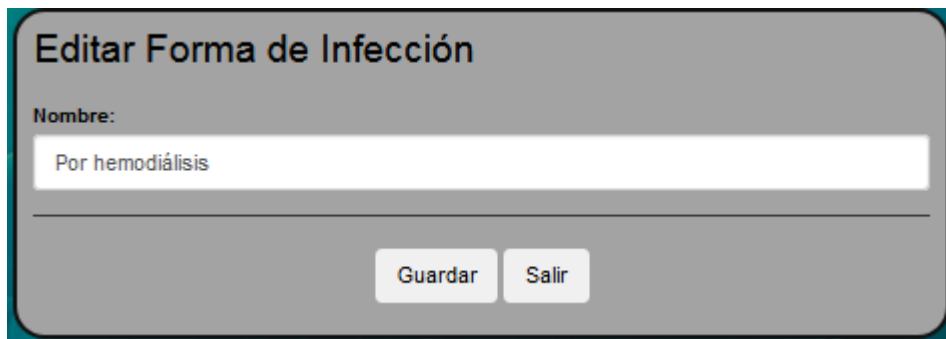 Editar Forma de Infección
Nombre:
Por hemodiálisis
Guardar Salir